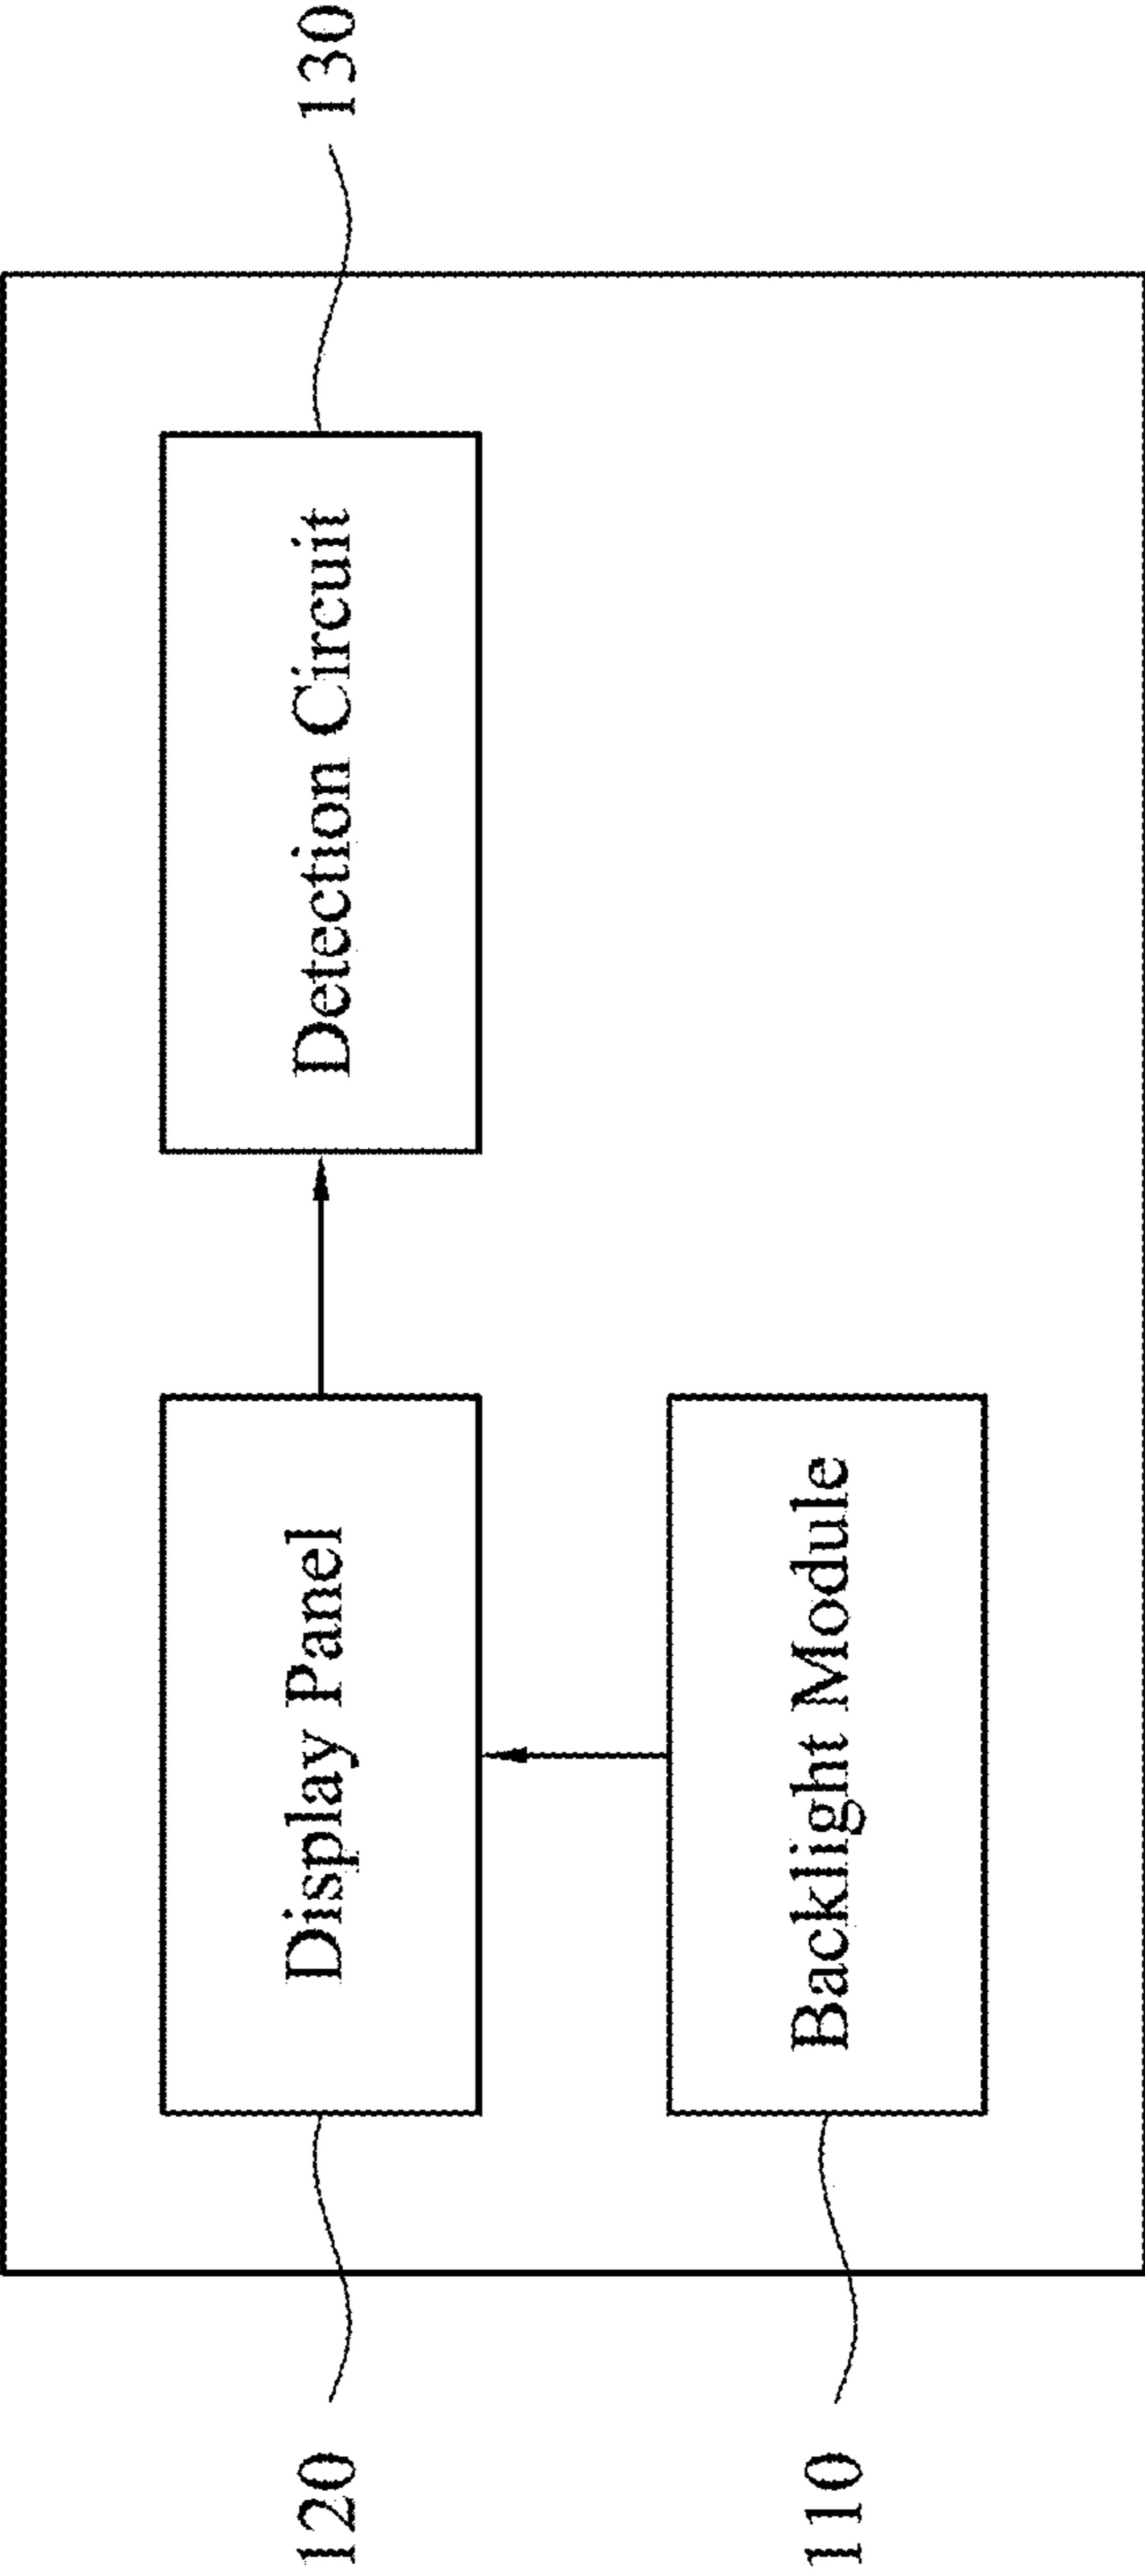 120
Display Panel
Detection Circuit
130
110
Backlight Module